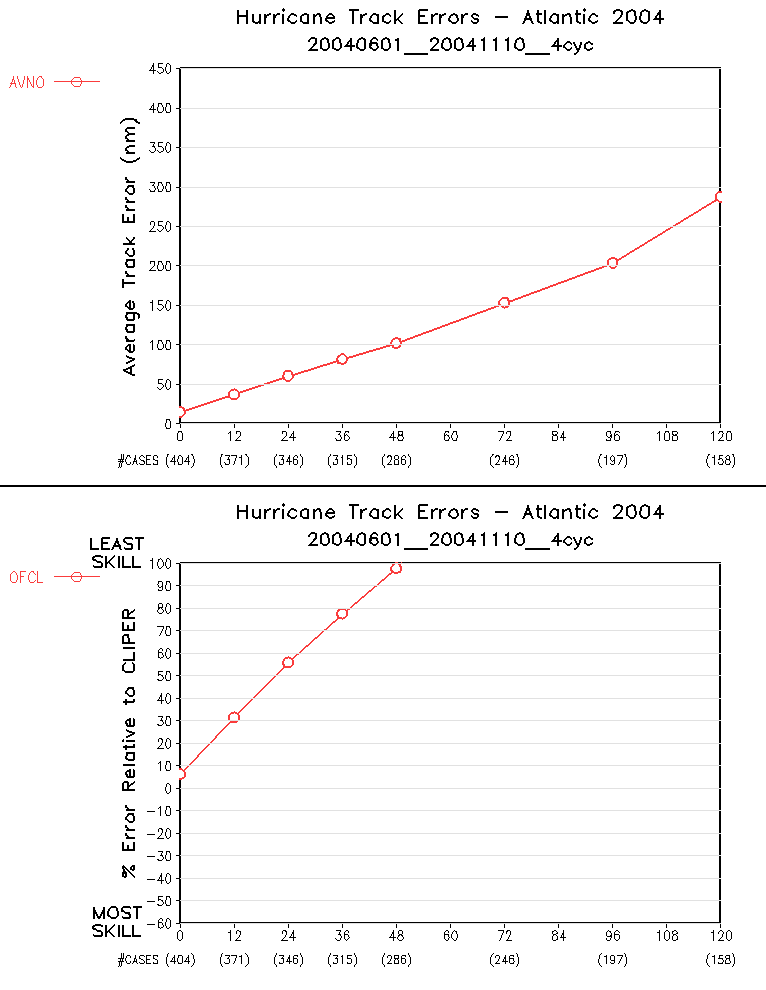 Hurricane Track Errors – Atlantic 2004
20040601__20041110__4cyc
AVNO
Average Track Error (nm)
450
400
350
300
250
200
150
100
50
0
0 12 24 36 48 60 72 84 96 108 120
#CASES (404) (371) (346) (315) (286) (246) (197) (158)
Hurricane Track Errors – Atlantic 2004
20040601__20041110__4cyc
LEAST
SKILL
OFCL
% Error Relative to CLIPER
100
90
80
70
60
50
40
30
20
10
0
−10
−20
−30
−40
−50
−60
MOST
SKILL
0 12 24 36 48 60 72 84 96 108 120
#CASES (404) (371) (346) (315) (286) (246) (197) (158)